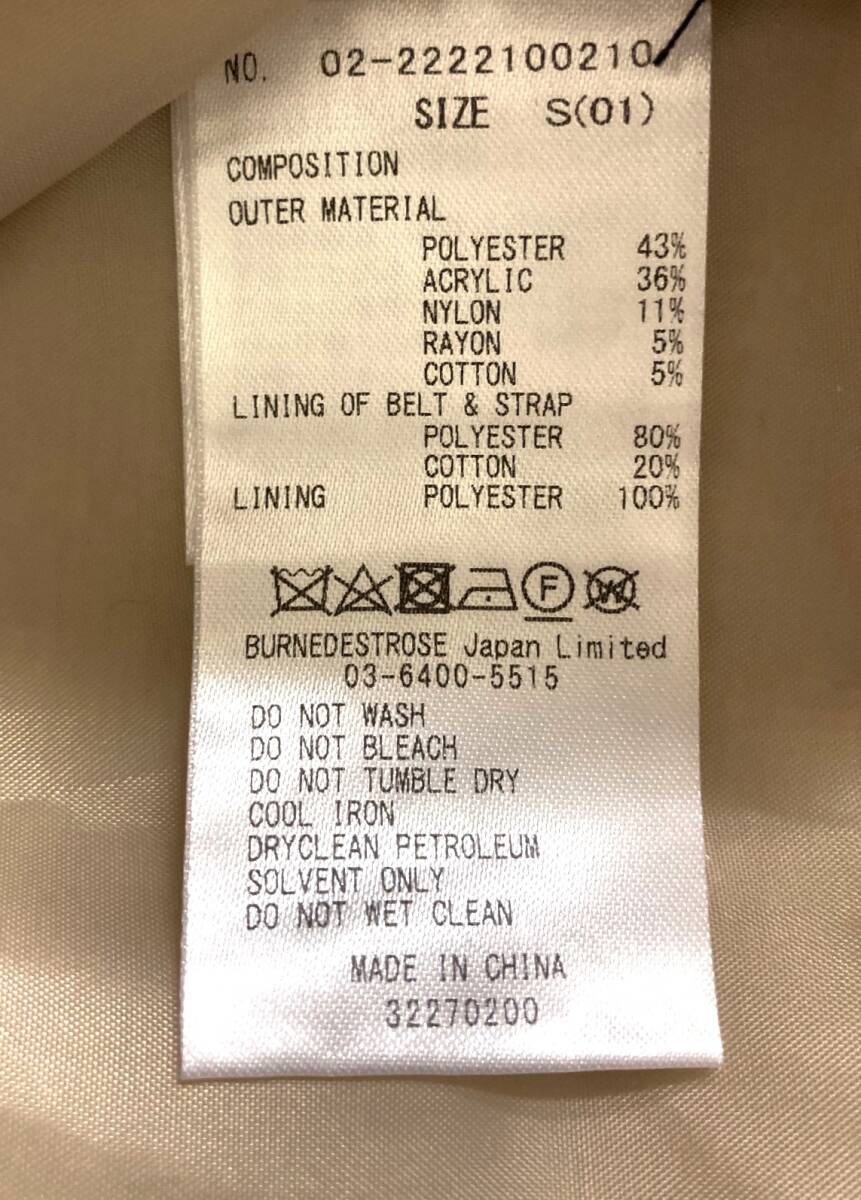 NO. 02-2222100210
SIZE S(01)
COMPOSITION
OUTER MATERIAL
POLYESTER 43%
ACRYLIC 36%
NYLON 11%
RAYON 5%
COTTON 5%
LINING OF BELT & STRAP
POLYESTER 80%
COTTON 20%
LINING POLYESTER 100%
F W
BURNEDESTROSE Japan Limited
03-6400-5515
DO NOT WASH
DO NOT BLEACH
DO NOT TUMBLE DRY
COOL IRON
DRYCLEAN PETROLEUM
SOLVENT ONLY
DO NOT WET CLEAN
MADE IN CHINA
32270200